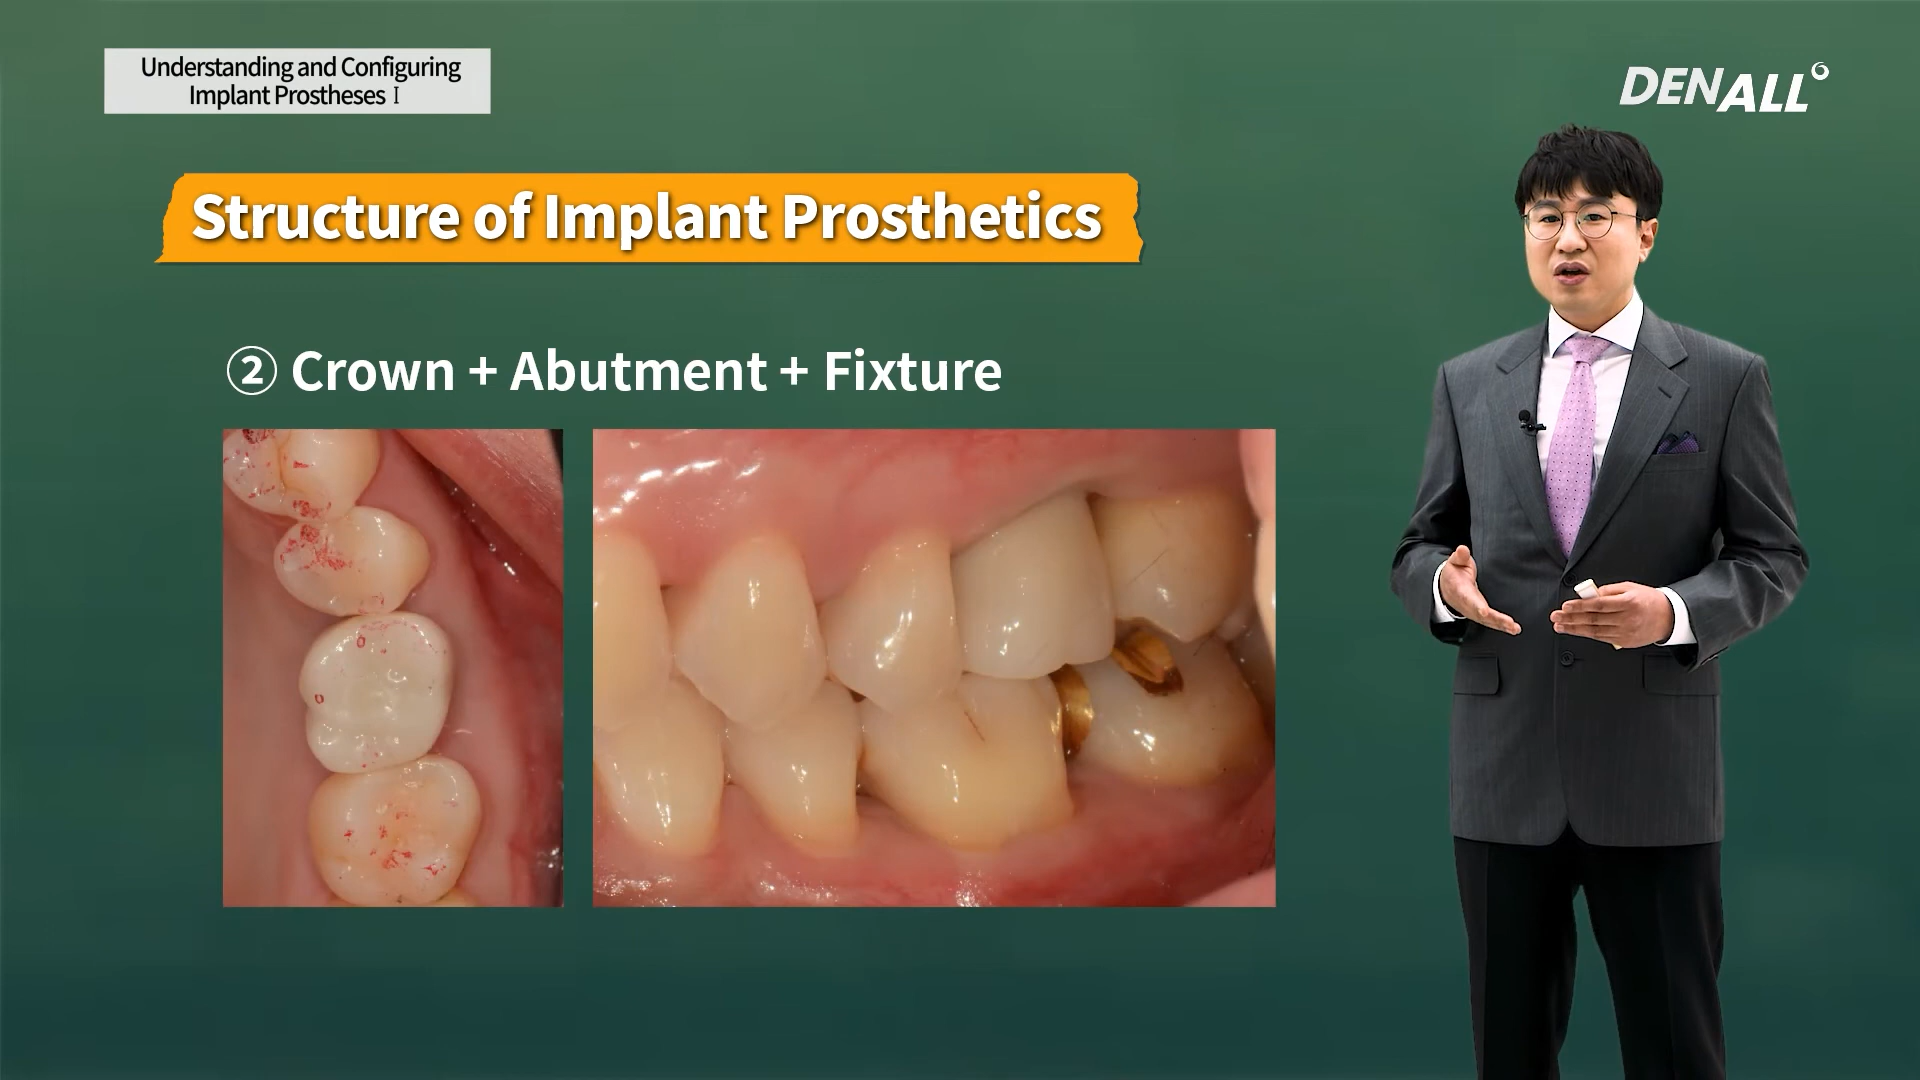 Understanding and Configuring
Implant Prostheses Ⅰ
DENALL
Structure of Implant Prosthetics
② Crown + Abutment + Fixture